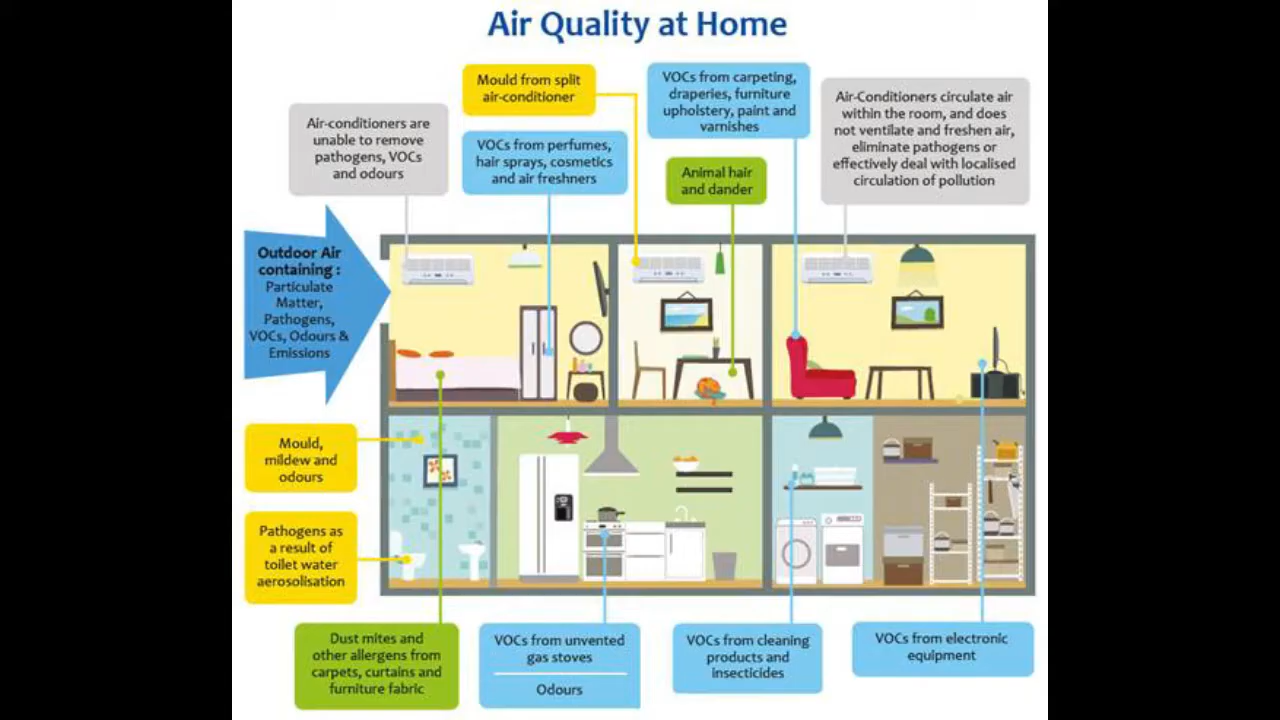 Air Quality at Home
Mould from split
air-conditioner
VOCs from carpeting,
draperies, furniture
upholstery, paint and
varnishes
Air-Conditioners circulate air
within the room, and does
not ventilate and freshen air,
eliminate pathogens or
effectively deal with localised
circulation of pollution
Air-conditioners are
unable to remove
pathogens, VOCs
and odours
VOCs from perfumes,
hair sprays, cosmetics
and air freshners
Animal hair
and dander
Outdoor Air
containing :
Particulate
Matter,
Pathogens,
VOCs, Odours &
Emissions
Mould,
mildew and
odours
Pathogens as
a result of
toilet water
aerosolisation
Dust mites and
other allergens from
carpets, curtains and
furniture fabric
VOCs from unvented
gas stoves
Odours
VOCs from cleaning
products and
insecticides
VOCs from electronic
equipment